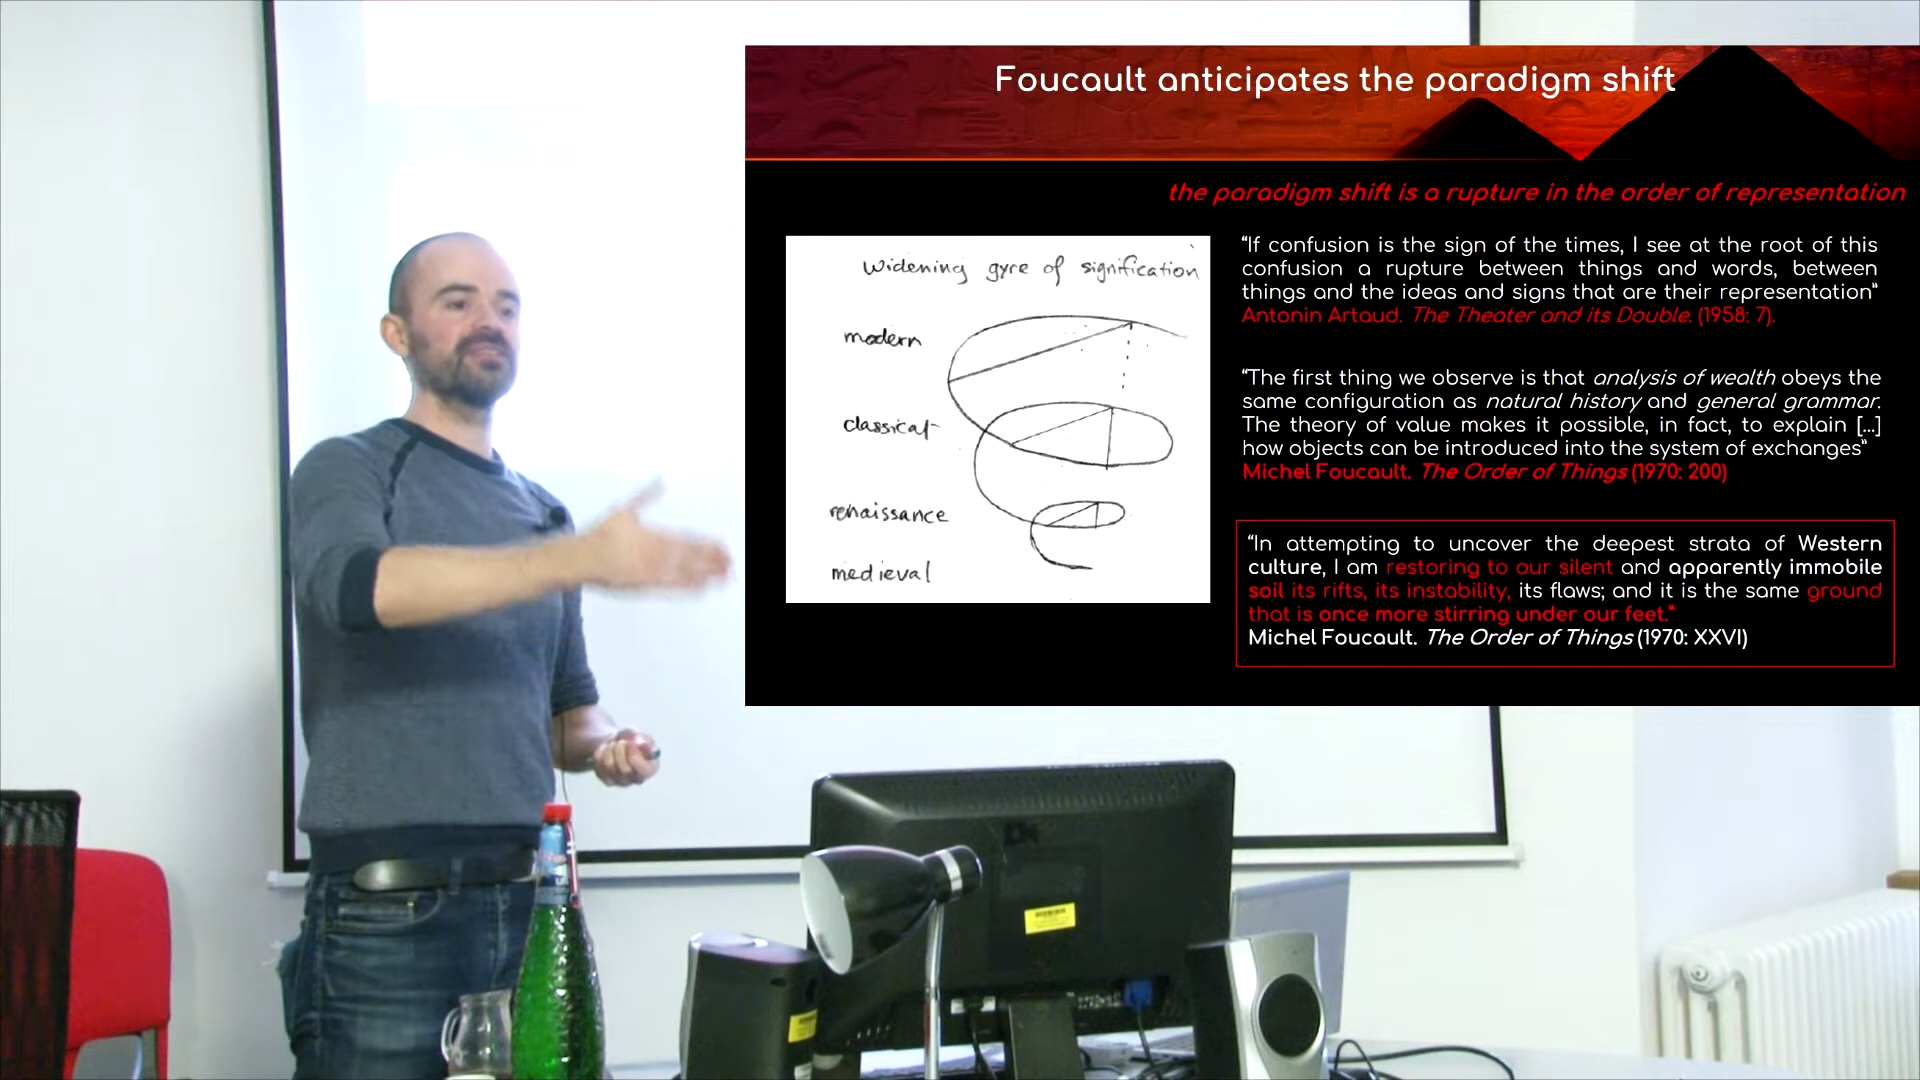 Foucault anticipates the paradigm shift
the paradigm shift is a rupture in the order of representation
Widening gyre of signification
modern
classical
renaissance
medieval
“If confusion is the sign of the times, I see at the root of this
confusion a rupture between things and words, between
things and the ideas and signs that are their representation”
Antonin Artaud. The Theater and its Double. (1958: 7).
“The first thing we observe is that analysis of wealth obeys the
same configuration as natural history and general grammar.
The theory of value makes it possible, in fact, to explain [...]
how objects can be introduced into the system of exchanges”
Michel Foucault. The Order of Things (1970: 200)
“In attempting to uncover the deepest strata of Western
culture, I am restoring to our silent and apparently immobile
soil its rifts, its instability, its flaws; and it is the same ground
that is once more stirring under our feet.”
Michel Foucault. The Order of Things (1970: XXVI)